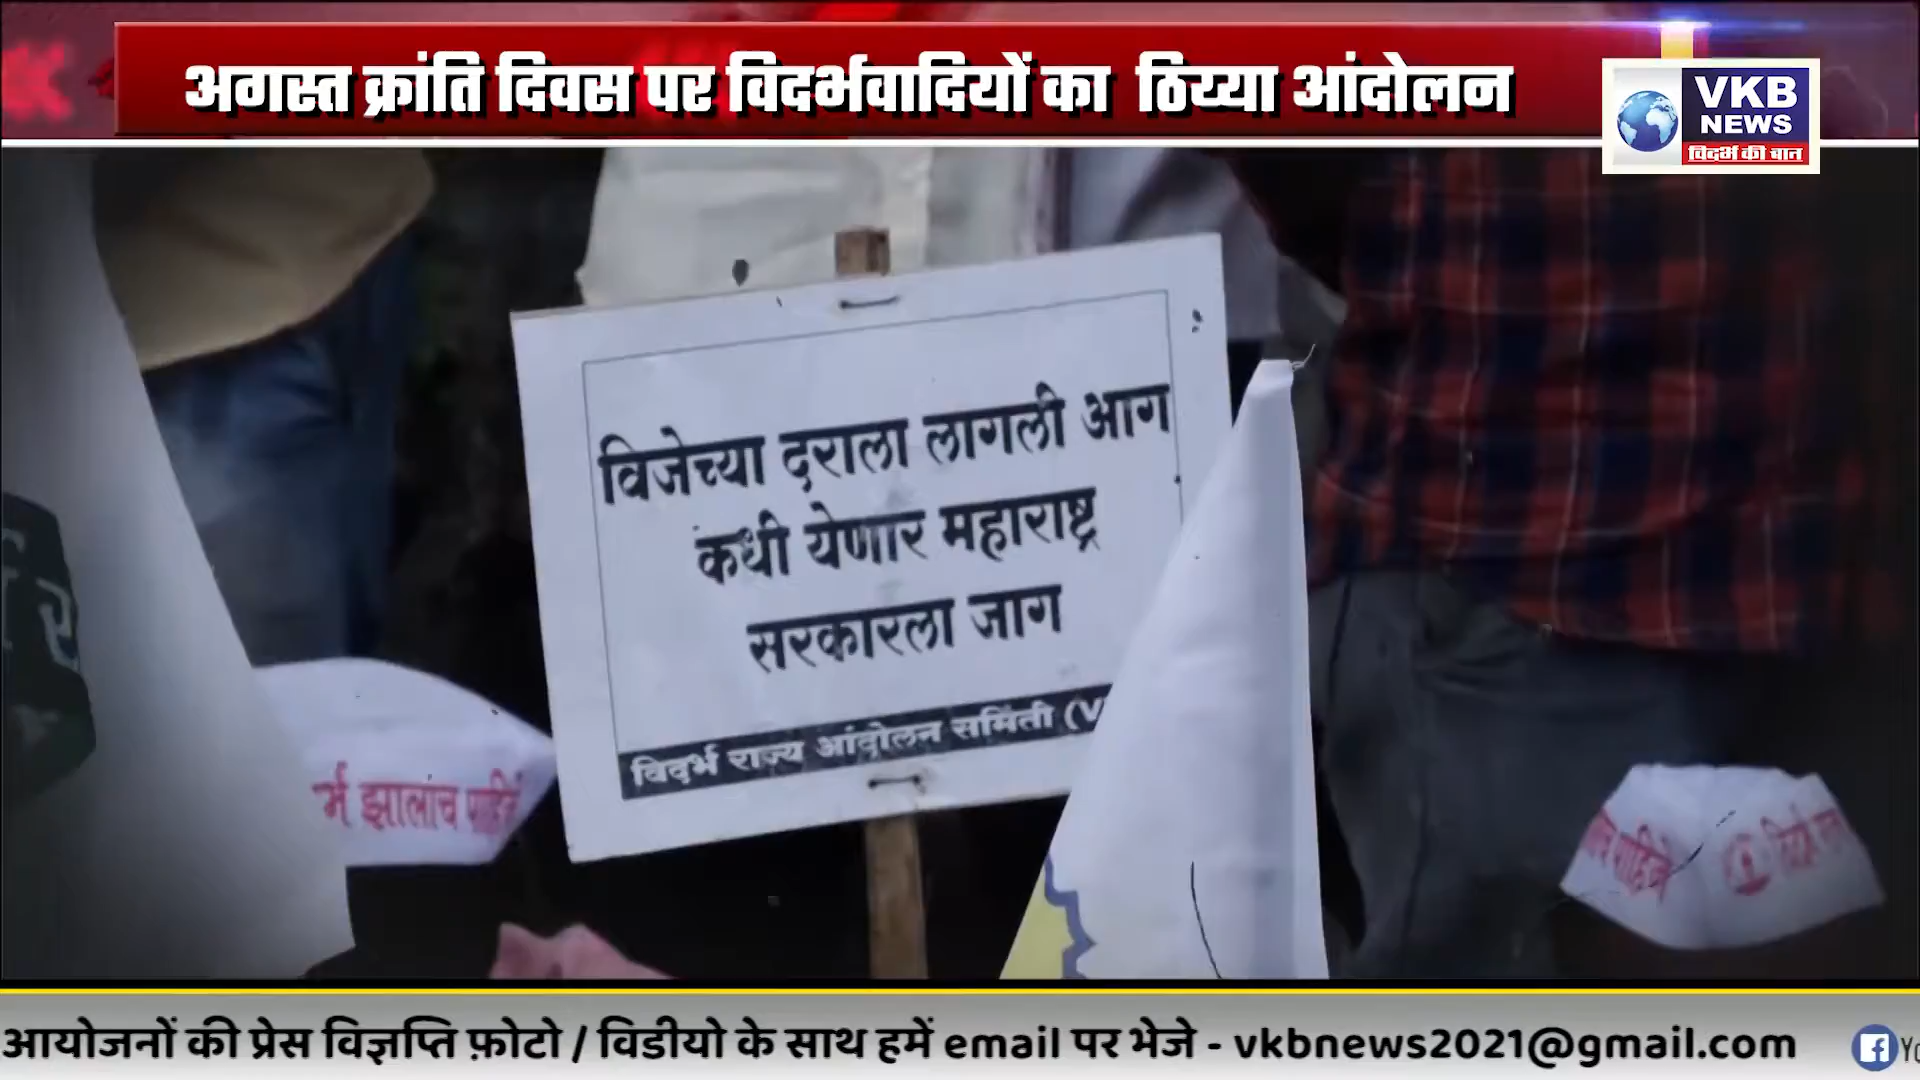 अगस्त क्रांति दिवस पर विदर्भवादियों का ठिय्या आंदोलन
VKB
NEWS
विदर्भ की बात
विजेच्या दराला लागली आग
कधी येणार महाराष्ट्र
सरकारला जाग
विदर्भ राज्य आंदोलन समिती (V
र्भ झालाच पाहिजे
पाहिजे
विदर्भ
आयोजनों की प्रेस विज्ञप्ति फ़ोटो / विडीयो के साथ हमें email पर भेजे - vkbnews2021@gmail.com